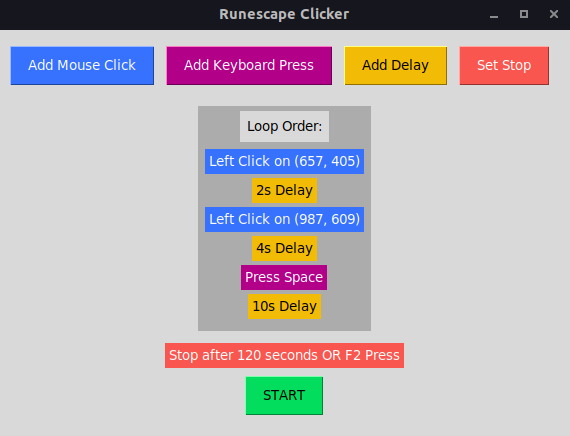 Runescape Clicker
Add Mouse Click
Add Keyboard Press
Add Delay
Set Stop
Loop Order:
Left Click on (657, 405)
2s Delay
Left Click on (987, 609)
4s Delay
Press Space
10s Delay
Stop after 120 seconds OR F2 Press
START